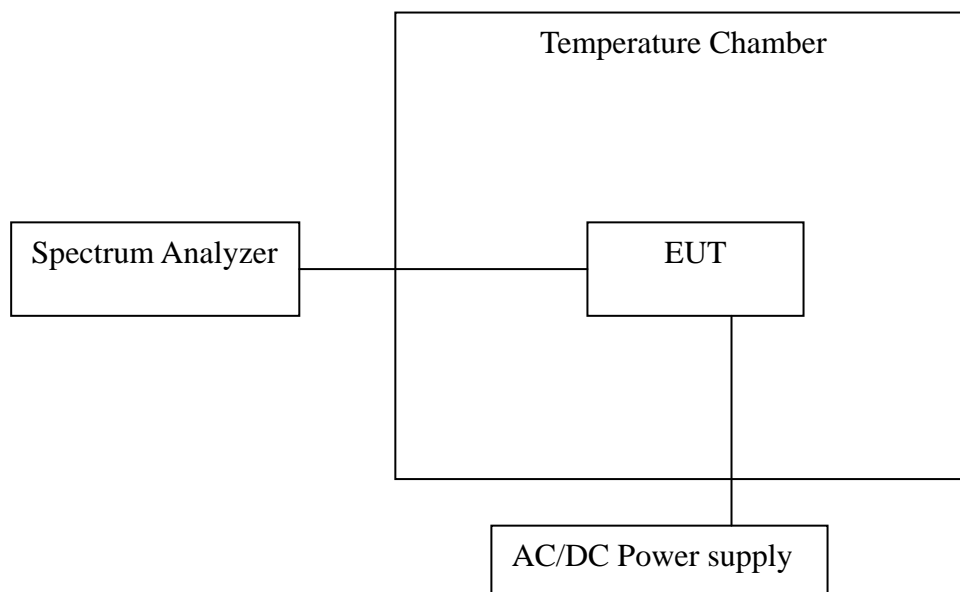 Temperature Chamber
Spectrum Analyzer
EUT
AC/DC Power supply